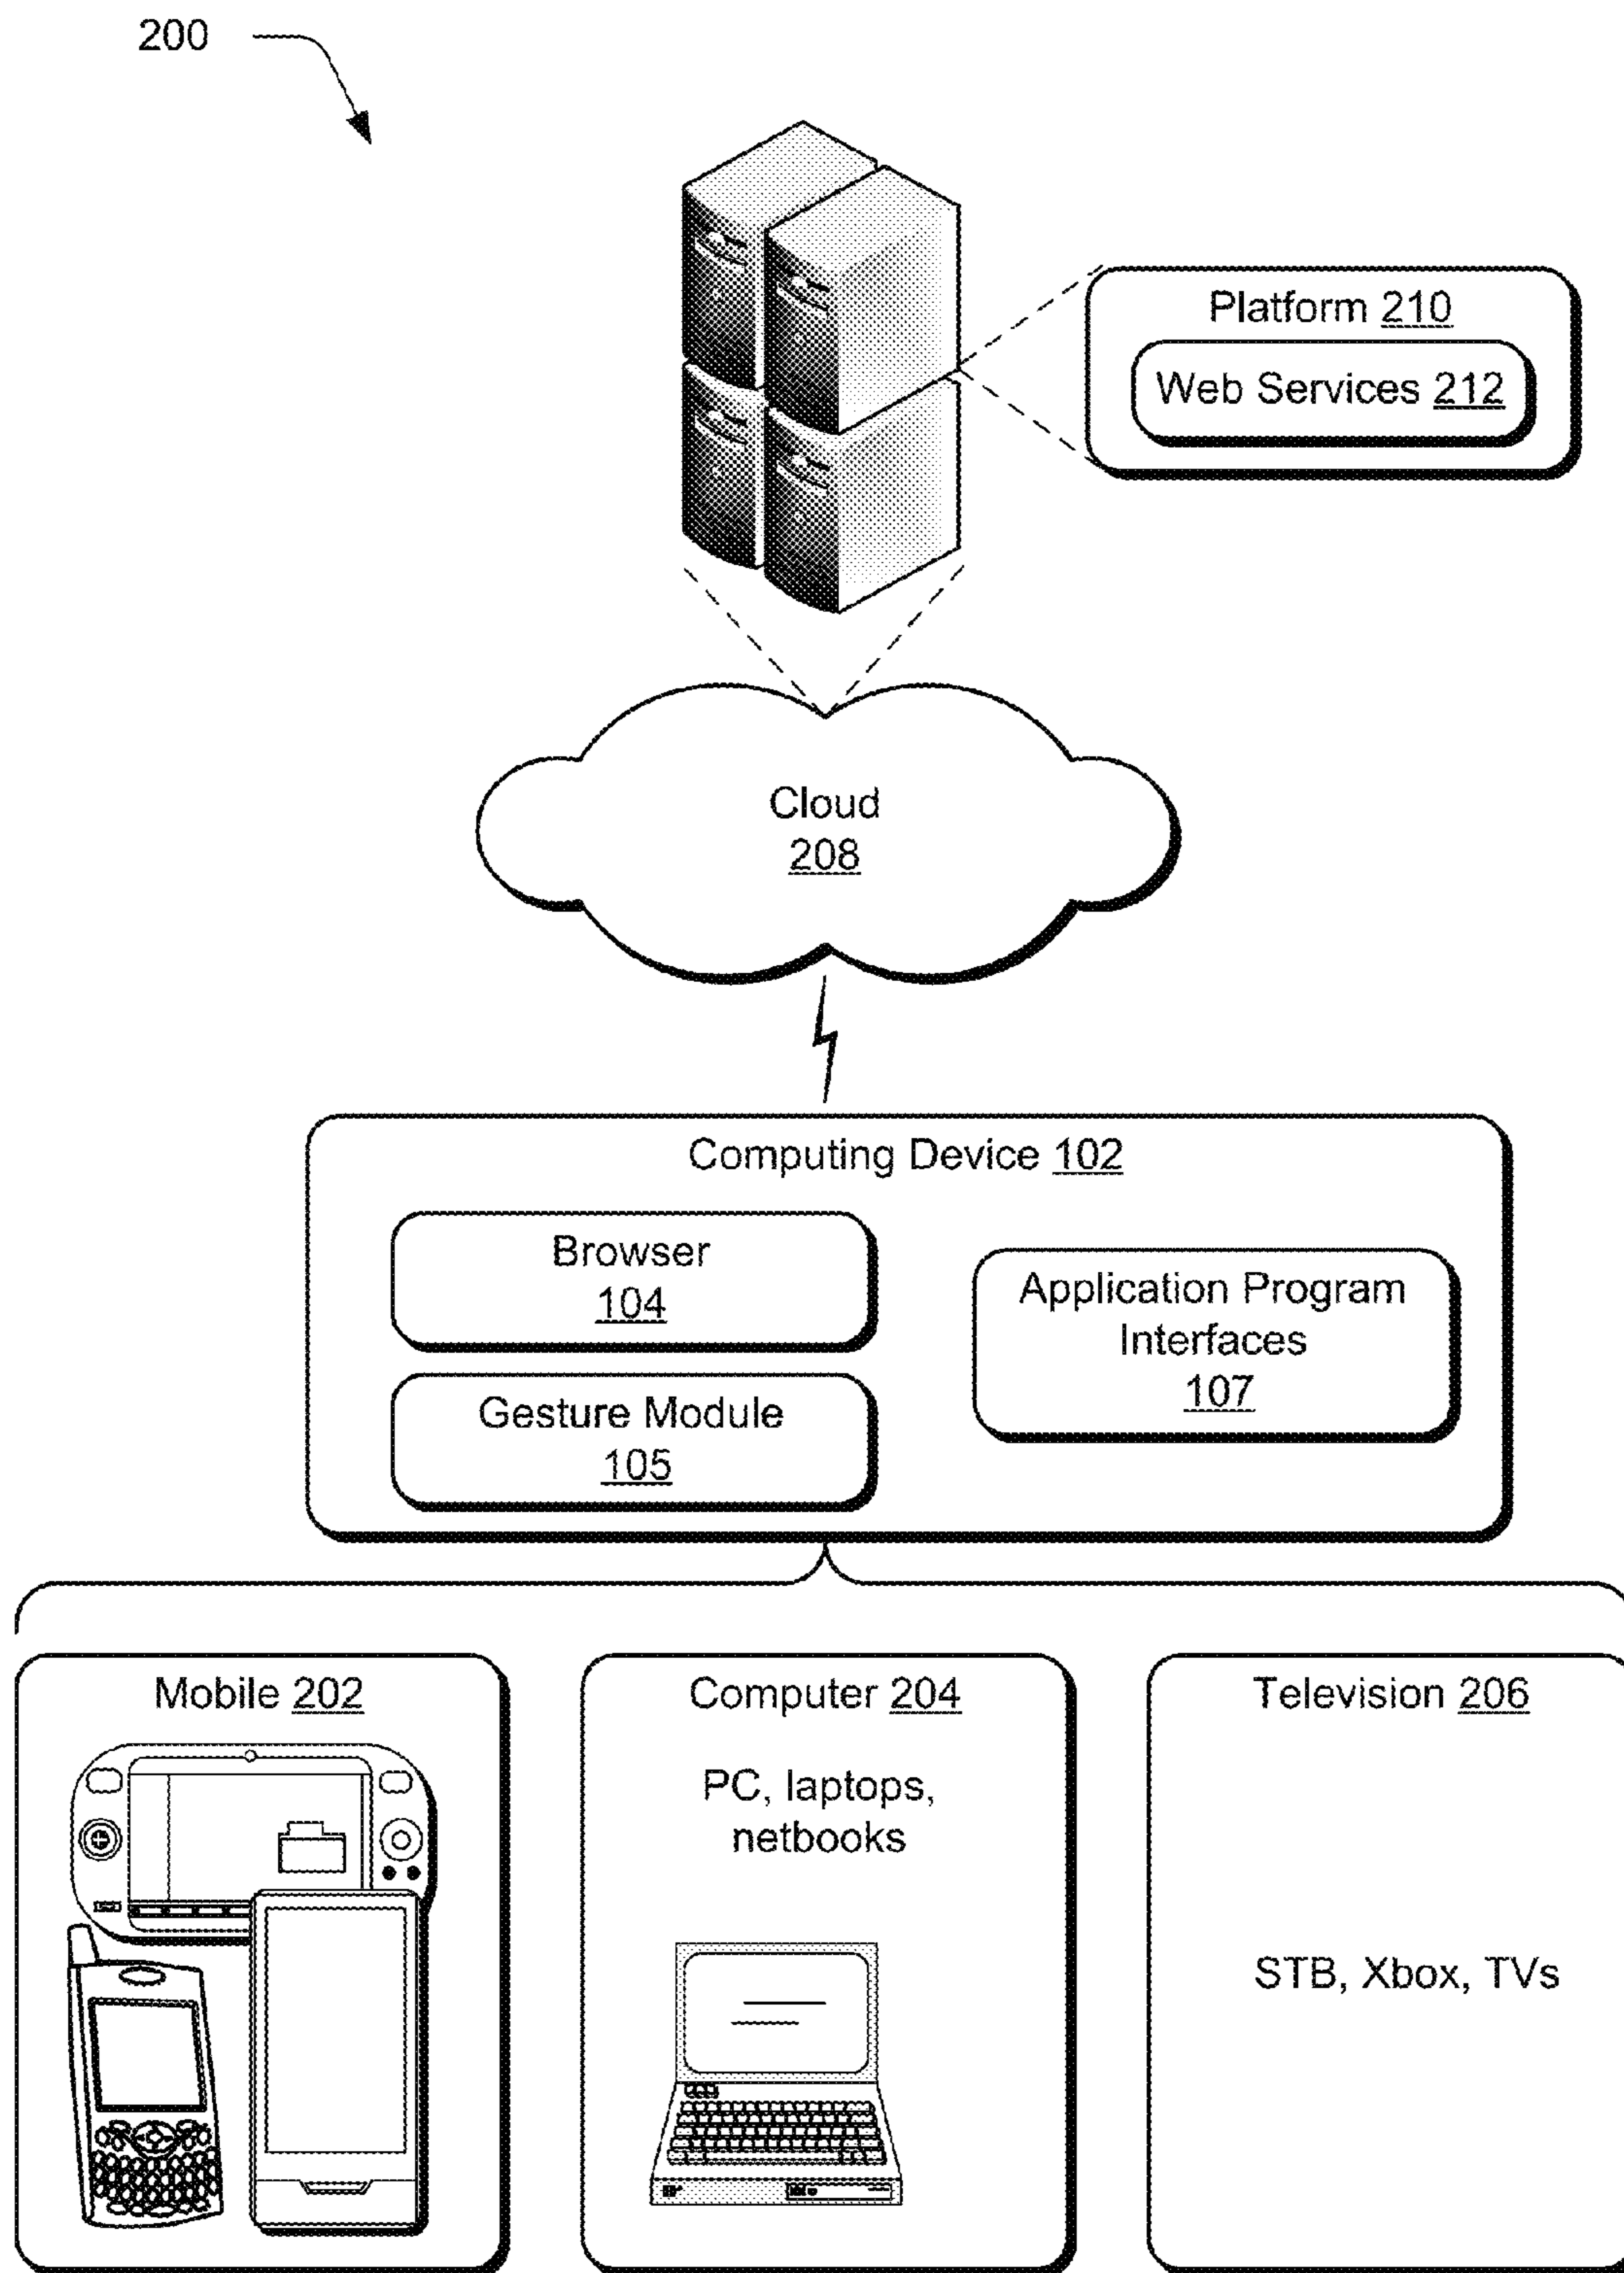 200
Platform 210
Web Services 212
Cloud
208
Computing Device 102
Browser
104
Application Program
Interfaces
107
Gesture Module
105
Mobile 202
Computer 204
PC, laptops,
netbooks
Television 206
STB, Xbox, TVs